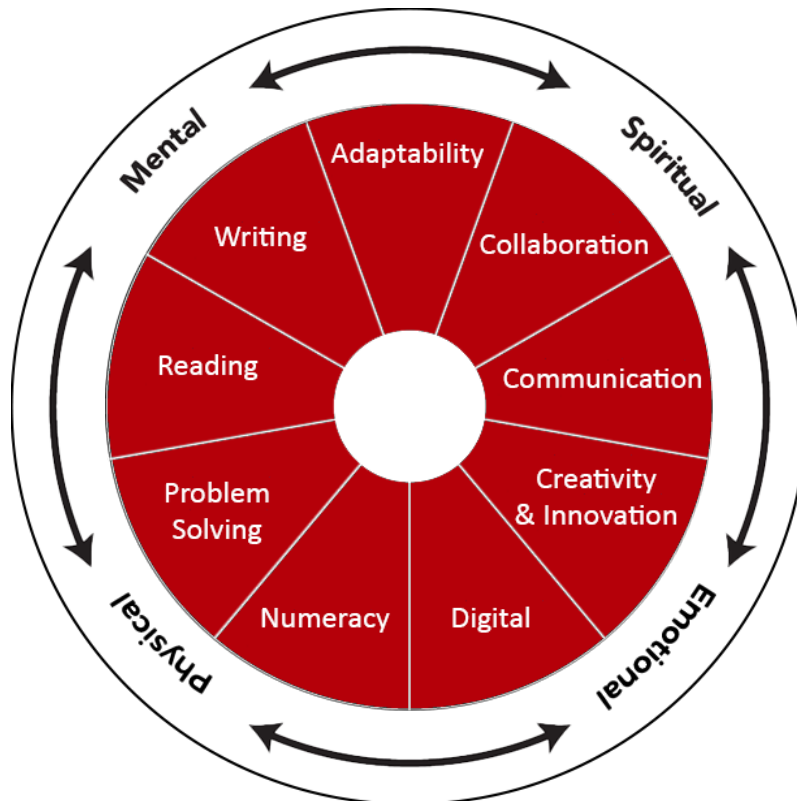 Mental
Spiritual
Adaptability
Writing
Collaboration
Reading
Communication
Problem
Solving
Creativity
& Innovation
Numeracy
Digital
Physical
Emotional